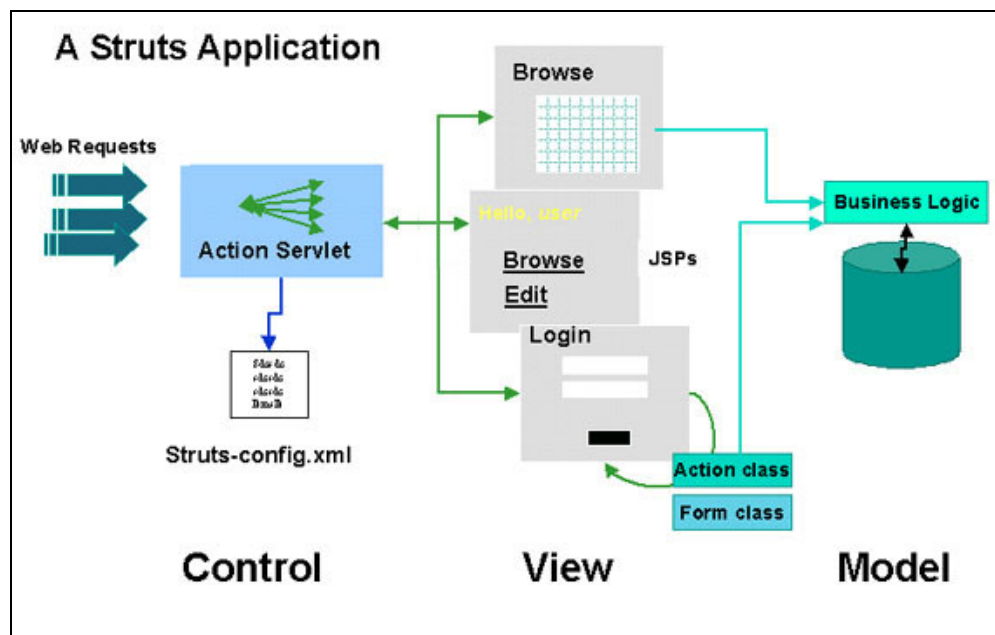 A Struts Application
Web Requests
Action Servlet
Struts-config.xml
Browse
Hello, user
Browse
Edit
JSPs
Login
Action class
Form class
Business Logic
Control
View
Model